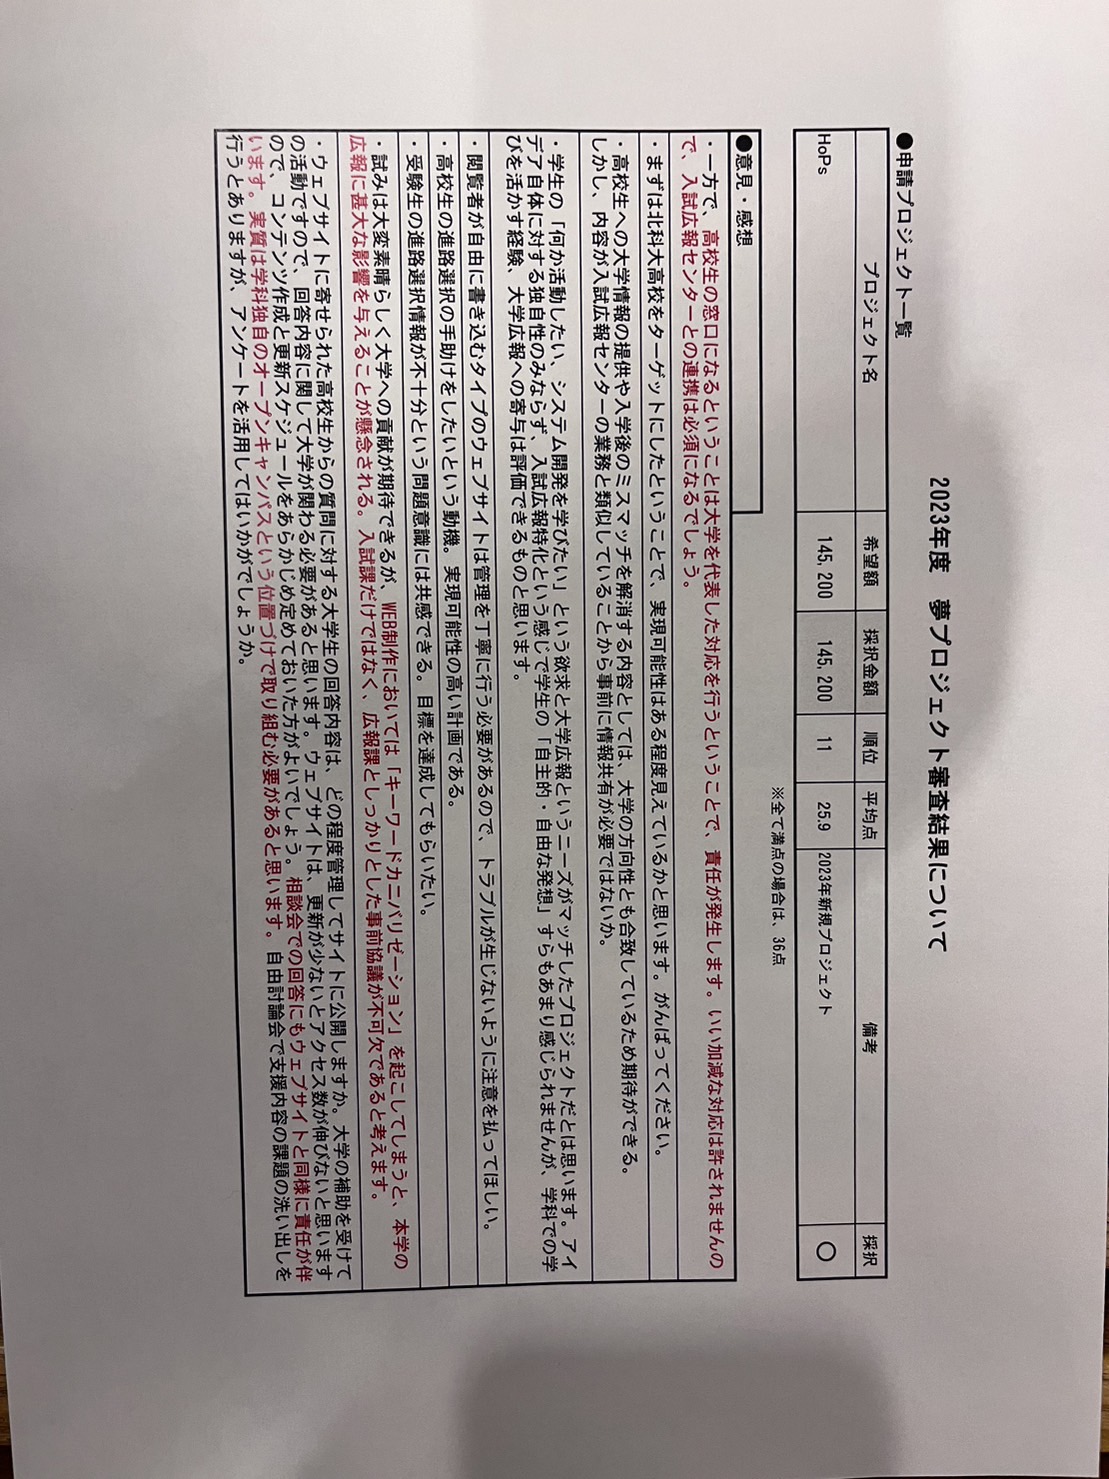 2023年度　夢プロジェクト審査結果について
●申請プロジェクト一覧
プロジェクト名 希望額 採択金額 順位 平均点 備考 採択
HoPs 145,200 145,200 11 25.9 2023年新規プロジェクト ○
※全て満点の場合は、36点
●意見・感想
・一方で、高校生の窓口になるということは大学を代表した対応を行うということで、責任が発生します。いい加減な対応は許されませんの
で、入試広報センターとの連携は必須になるでしょう。
・まずは北科大高校をターゲットにしたということで、実現可能性はある程度見えているかと思います。がんばってください。
・高校生への大学情報の提供や入学後のミスマッチを解消する内容としては、大学の方向性とも合致しているため期待ができる。
しかし、内容が入試広報センターの業務と類似していることから事前に情報共有が必要ではないか。
・学生の「何か活動したい、システム開発を学びたい」という欲求と大学広報というニーズがマッチしたプロジェクトだとは思います。アイ
デア自体に対する独自性のみならず、入試広報特化という感じで学生の「自主的・自由な発想」すらもあまり感じられませんが、学科での学
びを活かす経験、大学広報への寄与は評価できるものと思います。
・閲覧者が自由に書き込むタイプのウェブサイトは管理を丁寧に行う必要があるので、トラブルが生じないように注意を払ってほしい。
・高校生の進路選択の手助けをしたいという動機。実現可能性の高い計画である。
・受験生の進路選択情報が不十分という問題意識には共感できる。目標を達成してもらいたい。
・試みは大変素晴らしく大学への貢献が期待できるが、WEB制作においては「キーワードカニバリゼーション」を起こしてしまうと、本学の
広報に甚大な影響を与えることが懸念される。入試課だけではなく、広報課としっかりとした事前協議が不可欠であると考えます。
・ウェブサイトに寄せられた高校生からの質問に対する大学生の回答内容は、どの程度管理してサイトに公開しますか。大学の補助を受けて
の活動ですので、回答内容に関して大学が関わる必要があると思います。ウェブサイトは、更新が少ないとアクセス数が伸びないと思います
ので、コンテンツ作成と更新スケジュールをあらかじめ定めておいた方がよいでしょう。相談会での回答にもウェブサイトと同様に責任が伴
います。実質は学科独自のオープンキャンパスという位置づけで取り組む必要があると思います。自由討論会で支援内容の課題の洗い出しを
行うとありますが、アンケートを活用してはいかがでしょうか。